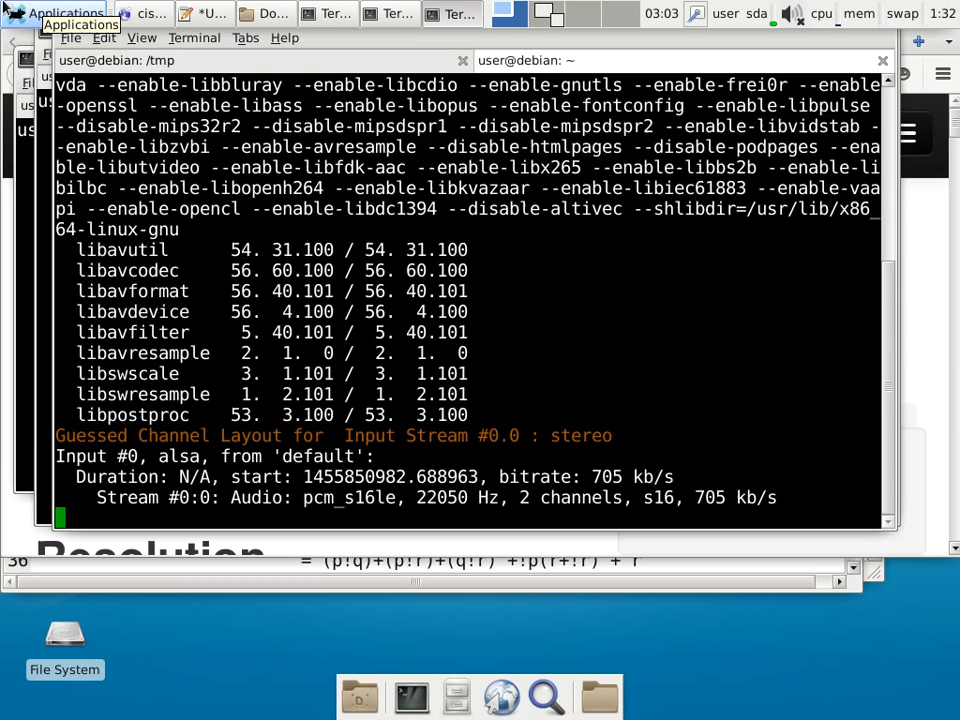 Applications
cis...
*U...
Do...
Ter...
Ter...
Ter...
03:03
user
sda
cpu
mem
swap
1:32
Applications
File Edit View Terminal Tabs Help
user@debian: /tmp
user@debian: ~
vda --enable-libbluray --enable-libcdio --enable-gnutls --enable-frei0r --enable
-openssl --enable-libass --enable-libopus --enable-fontconfig --enable-libpulse
--disable-mips32r2 --disable-mipsdspr1 --disable-mipsdspr2 --enable-libvidstab -
-enable-libzvbi --enable-avresample --disable-htmlpages --disable-podpages --ena
ble-libutvideo --enable-libfdk-aac --enable-libx265 --enable-libbs2b --enable-li
bilbc --enable-libopenh264 --enable-libkvazaar --enable-libiec61883 --enable-vaa
pi --enable-opencl --enable-libdc1394 --disable-altivec --shlibdir=/usr/lib/x86_
64-linux-gnu
libavutil 54. 31.100 / 54. 31.100
libavcodec 56. 60.100 / 56. 60.100
libavformat 56. 40.101 / 56. 40.101
libavdevice 56. 4.100 / 56. 4.100
libavfilter 5. 40.101 / 5. 40.101
libavresample 2. 1. 0 / 2. 1. 0
libswscale 3. 1.101 / 3. 1.101
libswresample 1. 2.101 / 1. 2.101
libpostproc 53. 3.100 / 53. 3.100
Guessed Channel Layout for Input Stream #0.0 : stereo
Input #0, alsa, from 'default':
Duration: N/A, start: 1455850982.688963, bitrate: 705 kb/s
Stream #0:0: Audio: pcm_s16le, 22050 Hz, 2 channels, s16, 705 kb/s
Resolution
36 = (p!q)+(p!r)+(q!r) +!p(r+!r) + r
File System